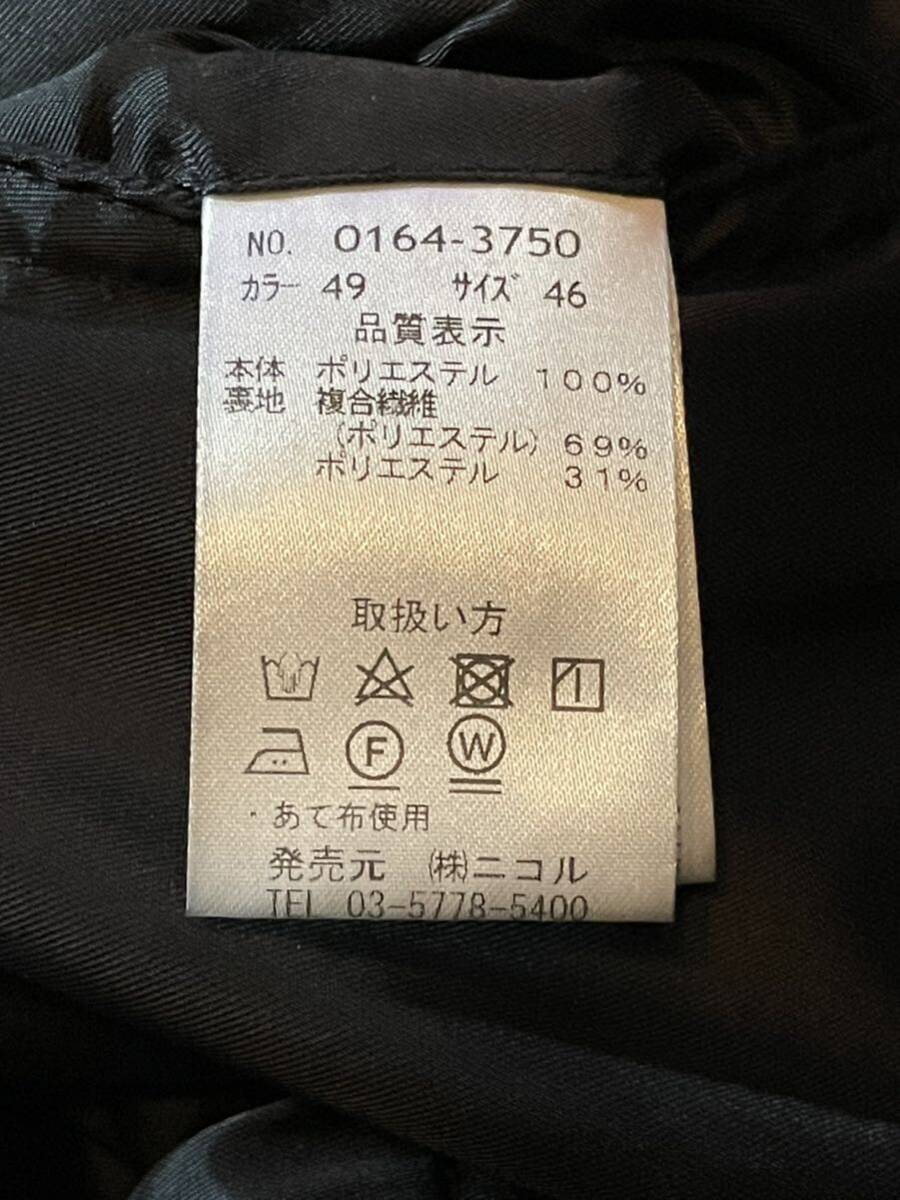 NO. 0164-3750
カラー 49 サイズ 46
品質表示
本体 ポリエステル 100%
裏地 複合繊維
(ポリエステル) 69%
ポリエステル 31%
取扱い方
F W
・あて布使用
発売元 (株)ニコル
TEL 03-5778-5400